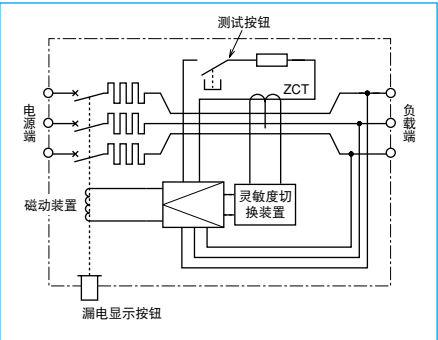 测试按钮
ZCT
电源端
负载端
灵敏度切
换装置
磁动装置
漏电显示按钮